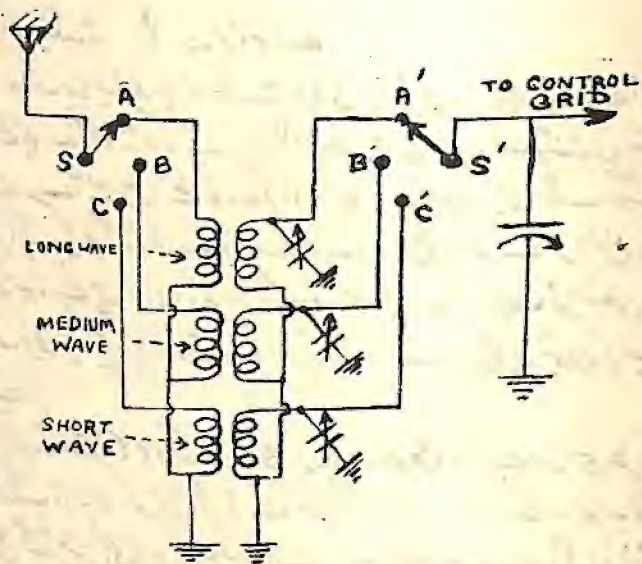 TO CONTROL
GRID
A
A'
S
B
B'
S'
C
C'
LONG WAVE
MEDIUM
WAVE
SHORT
WAVE